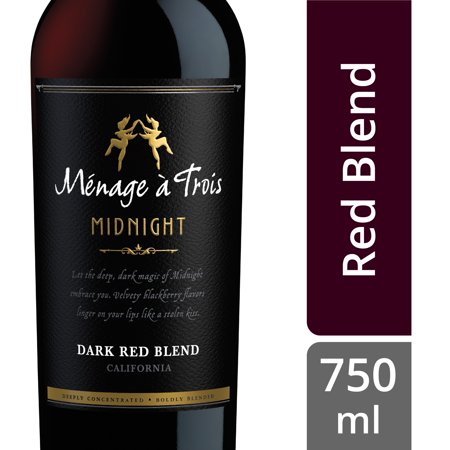 Ménage à Trois
MIDNIGHT
Let the deep, dark magic of Midnight
embrace you. Velvety blackberry flavors
linger on your lips like a stolen kiss.
DARK RED BLEND
CALIFORNIA
DEEPLY CONCENTRATED • BOLDLY BLENDED
Red Blend
750
ml